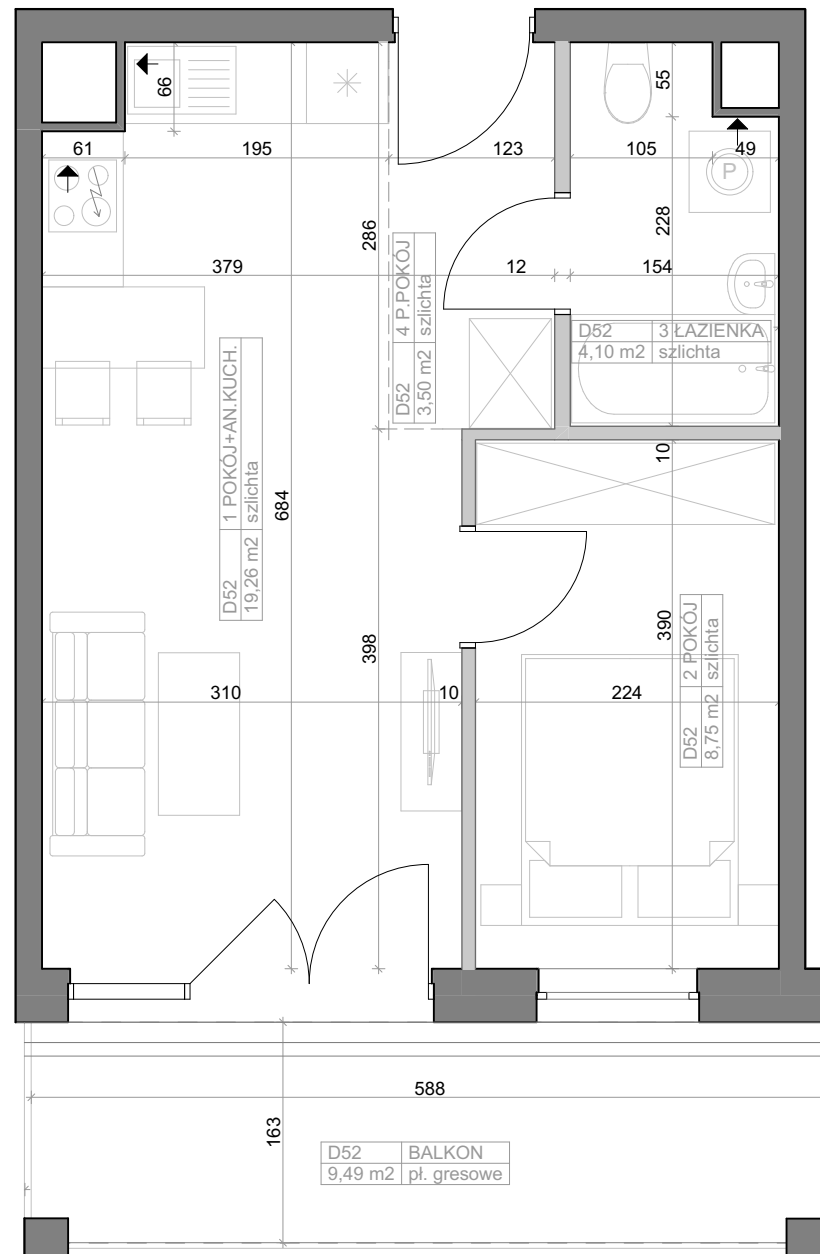 66
55
61
195
123
105
49
P
286
228
379
12
154
D52 4 P.POKÓJ
3,50 m2 szlichta
D52 3 ŁAZIENKA
4,10 m2 szlichta
D52 1 POKÓJ+AN.KUCH.
19,26 m2 szlichta
10
684
398
390
D52 2 POKÓJ
8,75 m2 szlichta
310
10
224
588
163
D52 BALKON
9,49 m2 pł. gresowe